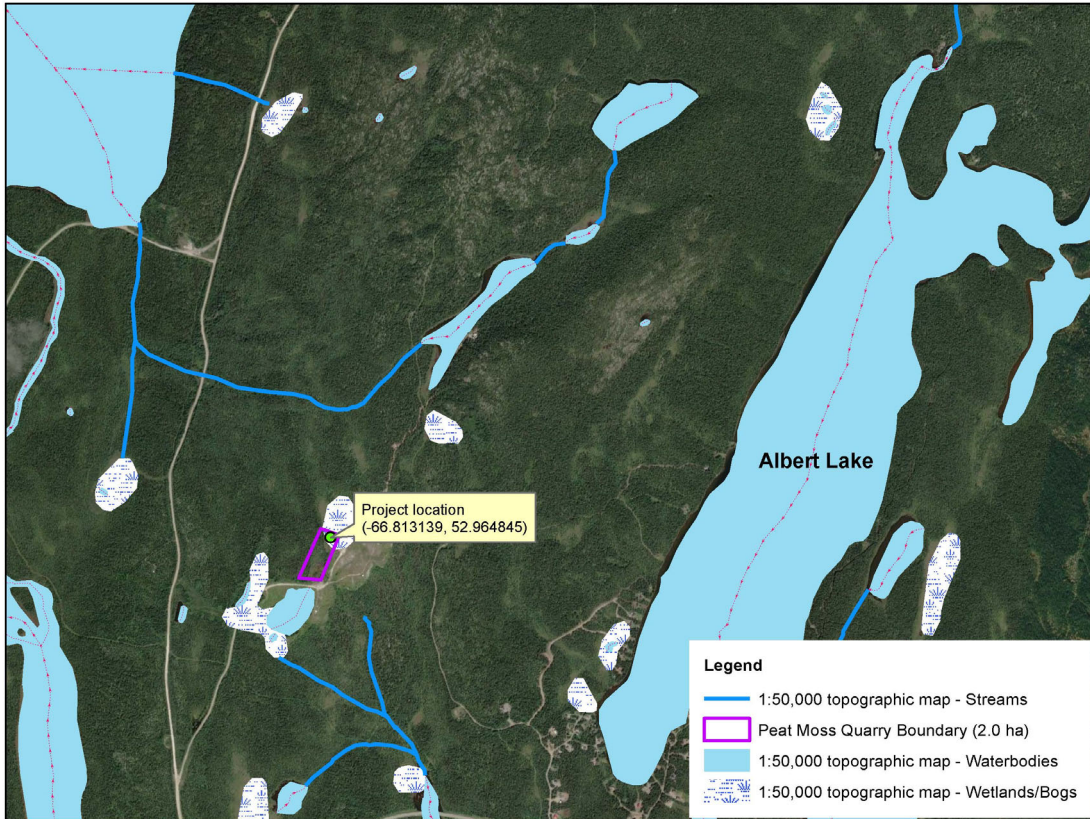 Project location
(-66.813139, 52.964845)
Albert Lake
Legend
1:50,000 topographic map - Streams
Peat Moss Quarry Boundary (2.0 ha)
1:50,000 topographic map - Waterbodies
1:50,000 topographic map - Wetlands/Bogs